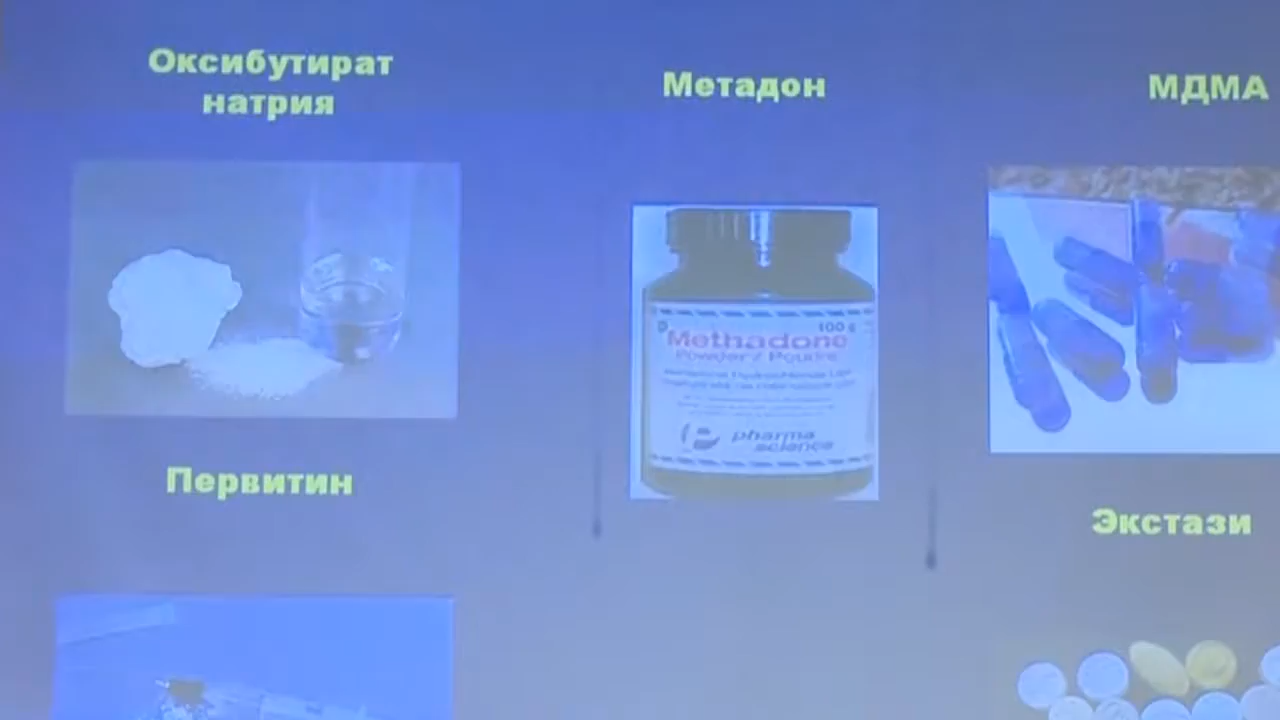 Оксибутират
натрия
Метадон
МДМА
100 g
Methadone
Powder / Poudre
pharma
science
Первитин
Экстази